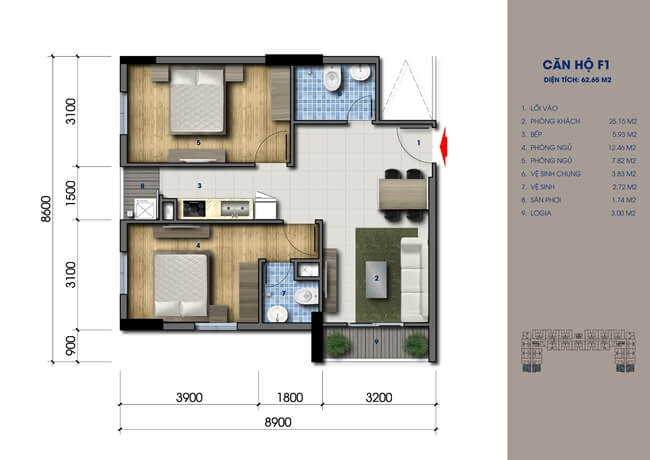 3100
1500
3100
900
8600
3900
1800
3200
8900
1
2
3
4
5
6
7
8
9
CĂN HỘ F1
DIỆN TÍCH: 62.65 M2
1. LỐI VÀO
2. PHÒNG KHÁCH 25.15 M2
3. BẾP 5.93 M2
4. PHÒNG NGỦ 12.46 M2
5. PHÒNG NGỦ 7.82 M2
6. VỆ SINH CHUNG 3.83 M2
7. VỆ SINH 2.72 M2
8. SÂN PHƠI 1.74 M2
9. LOGIA 3.00 M2